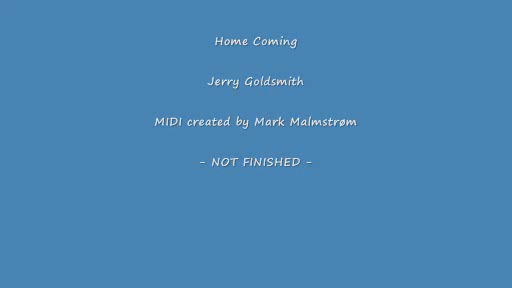 Home Coming
Jerry Goldsmith
MIDI created by Mark Malmstrøm
- NOT FINISHED -